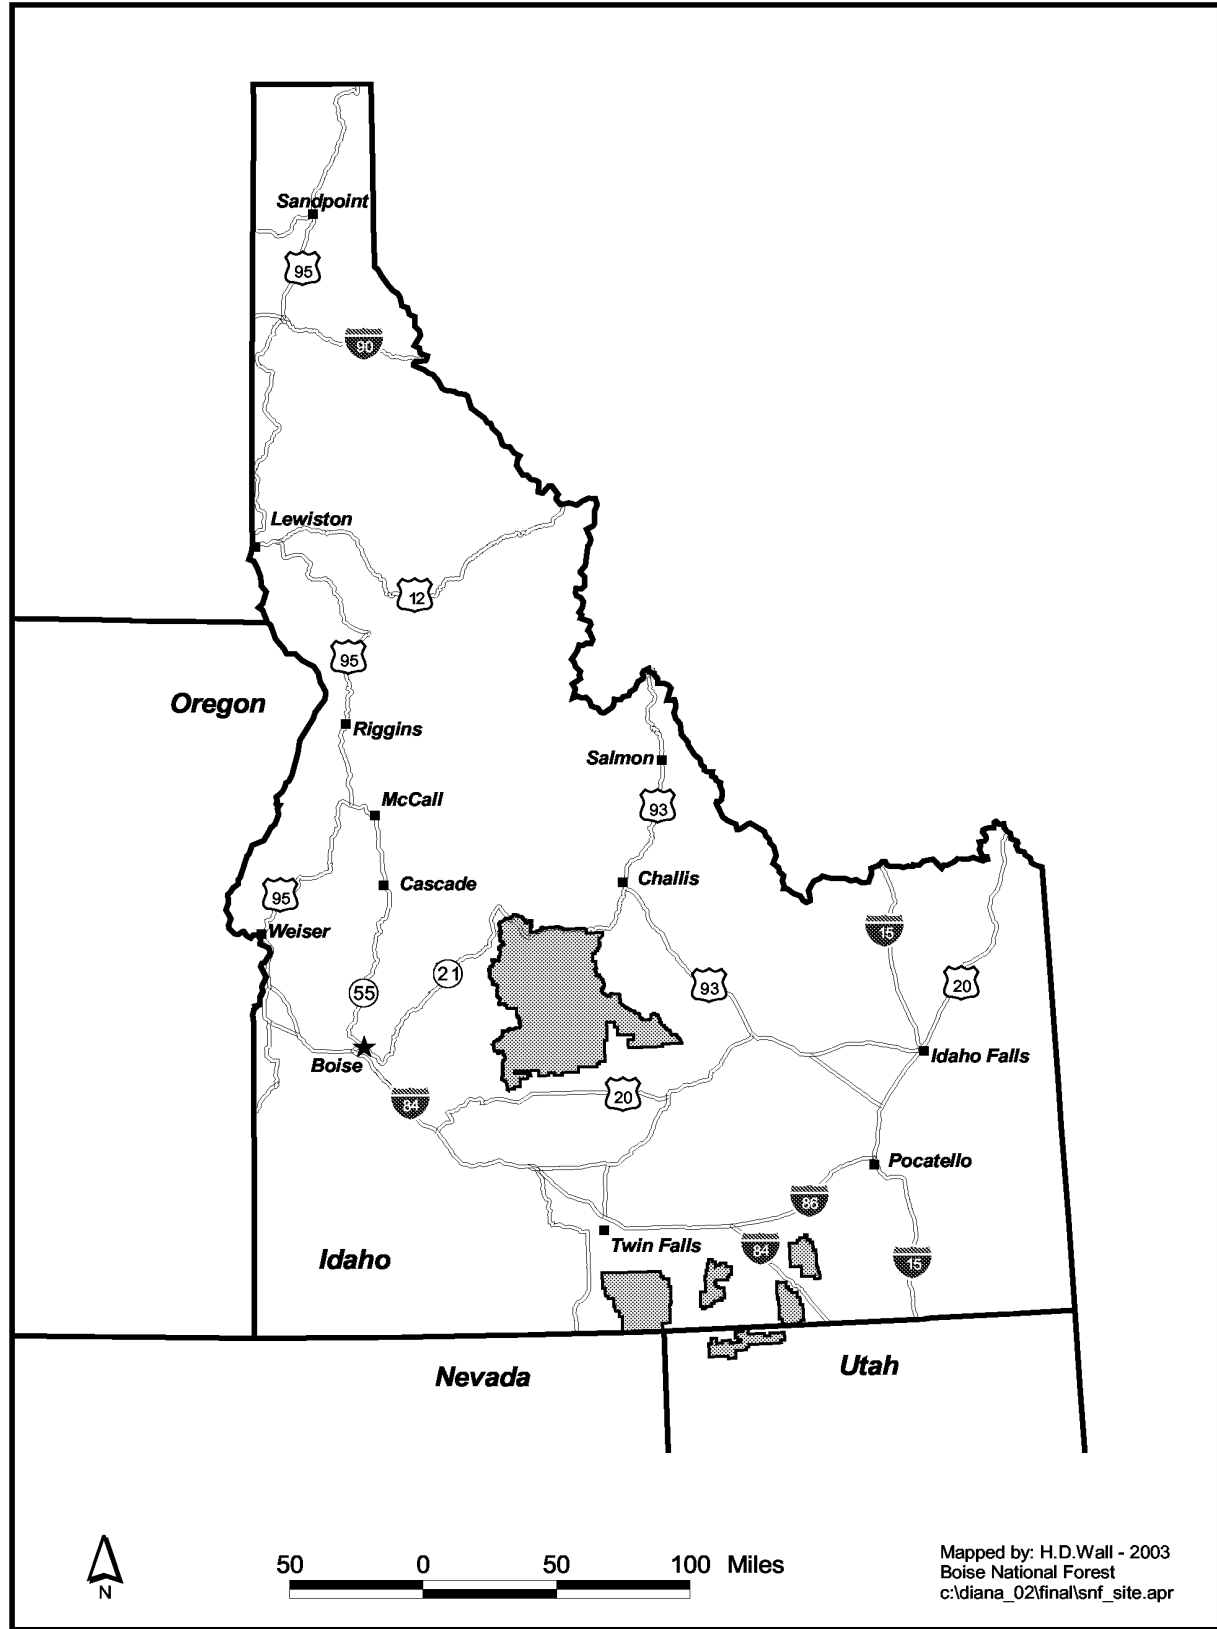 Sandpoint
95
90
Lewiston
12
95
Oregon
Riggins
Salmon
McCall
93
Cascade
Challis
95
Weiser
15
21
93
20
55
Boise
Idaho Falls
84
20
Pocatello
86
Twin Falls
84
Idaho
15
Nevada
Utah
50 0 50 100 Miles
N
Mapped by: H.D.Wall - 2003
Boise National Forest
c:\diana_02\final\snf_site.apr